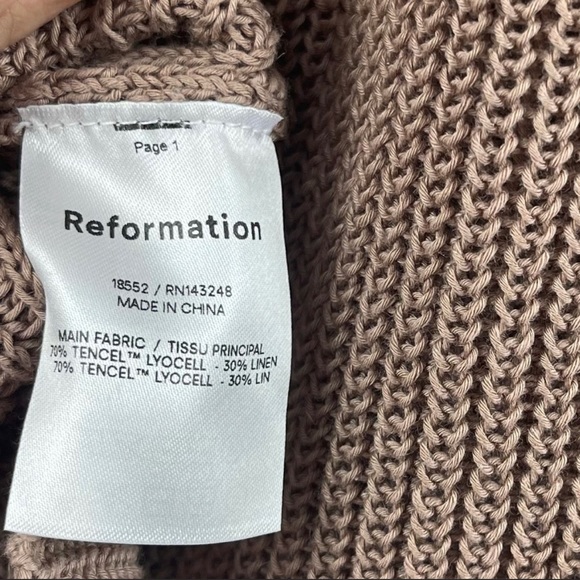 Page 1
Reformation
18552 / RN143248
MADE IN CHINA
MAIN FABRIC / TISSU PRINCIPAL
70% TENCEL™ LYOCELL - 30% LINEN
70% TENCEL™ LYOCELL - 30% LIN